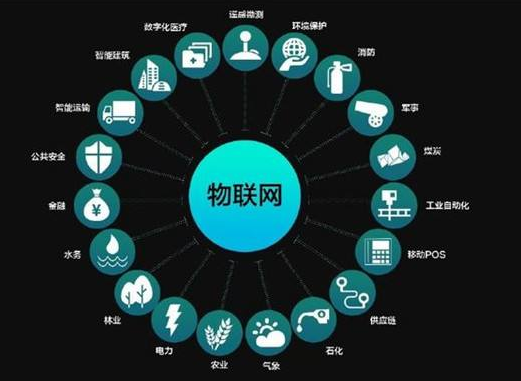 遥感微测
环境保护
消防
军事
煤炭
工业自动化
移动POS
供应链
石化
气象
农业
电力
林业
水务
金融
公共安全
智能运输
智能建筑
数字化医疗
物联网